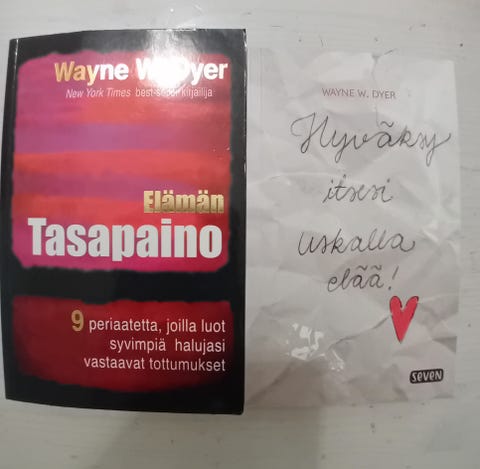 Wayne W. Dyer
New York Times best-seller kirjailija
Elämän
Tasapaino
9 periaatetta, joilla luot
syvimpiä halujasi
vastaavat tottumukset
WAYNE W. DYER
Hyväksy
itsesi
uskalla
elää!
seven